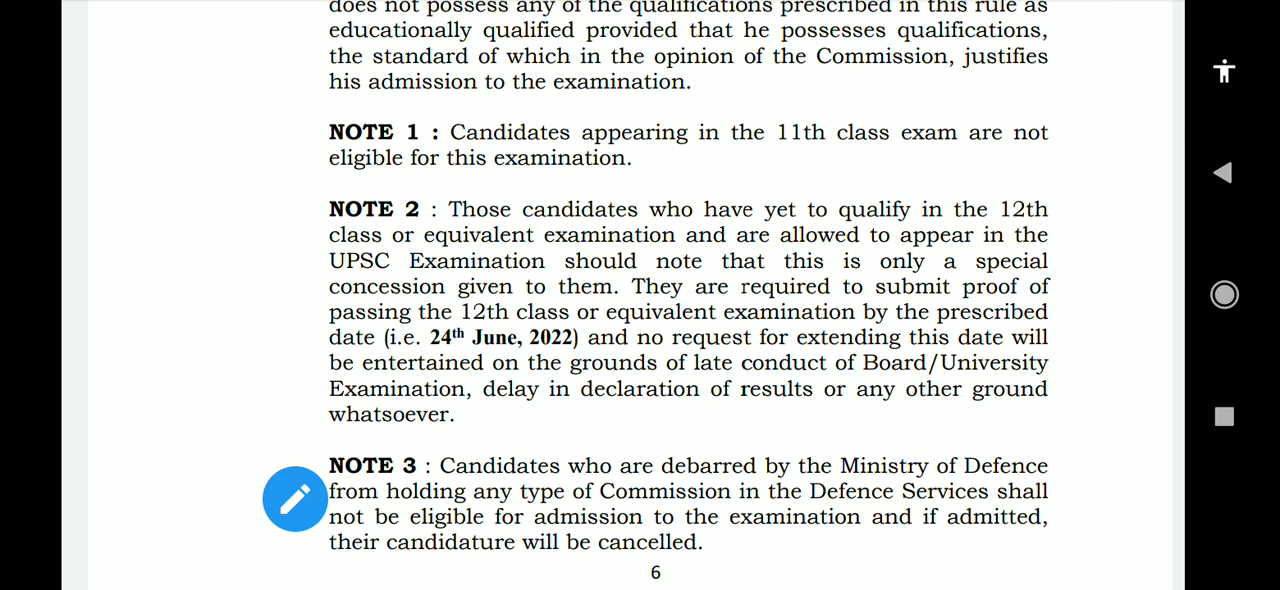 does not possess any of the qualifications prescribed in this rule as
educationally qualified provided that he possesses qualifications,
the standard of which in the opinion of the Commission, justifies
his admission to the examination.
NOTE 1 : Candidates appearing in the 11th class exam are not
eligible for this examination.
NOTE 2 : Those candidates who have yet to qualify in the 12th
class or equivalent examination and are allowed to appear in the
UPSC Examination should note that this is only a special
concession given to them. They are required to submit proof of
passing the 12th class or equivalent examination by the prescribed
date (i.e. 24th June, 2022) and no request for extending this date will
be entertained on the grounds of late conduct of Board/University
Examination, delay in declaration of results or any other ground
whatsoever.
NOTE 3 : Candidates who are debarred by the Ministry of Defence
from holding any type of Commission in the Defence Services shall
not be eligible for admission to the examination and if admitted,
their candidature will be cancelled.
6